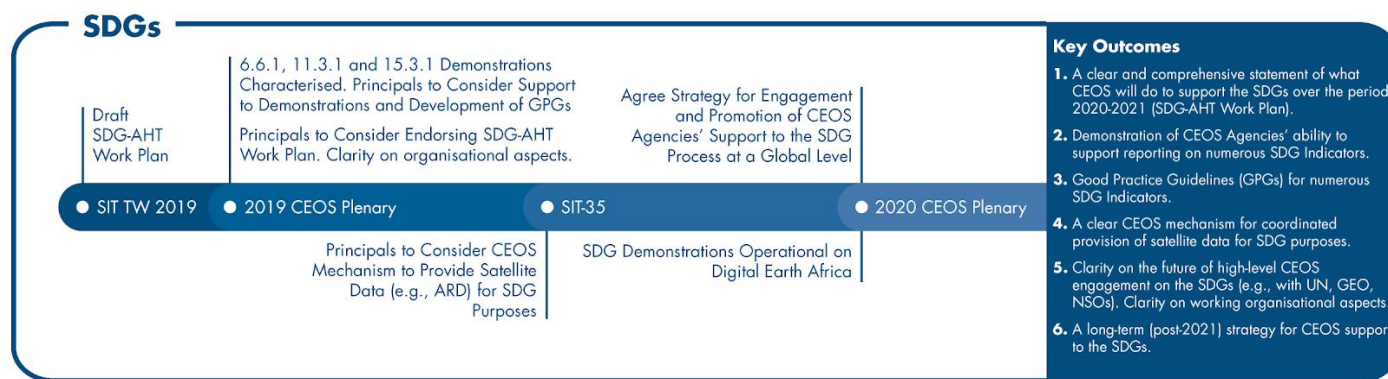 SDGs
Draft
SDG-AHT
Work Plan
6.6.1, 11.3.1 and 15.3.1 Demonstrations
Characterised. Principals to Consider Support
to Demonstrations and Development of GPGs
Principals to Consider Endorsing SDG-AHT
Work Plan. Clarity on organisational aspects.
Agree Strategy for Engagement
and Promotion of CEOS
Agencies’ Support to the SDG
Process at a Global Level
SIT TW 2019
2019 CEOS Plenary
SIT-35
2020 CEOS Plenary
Principals to Consider CEOS
Mechanism to Provide Satellite
Data (e.g., ARD) for SDG
Purposes
SDG Demonstrations Operational on
Digital Earth Africa
Key Outcomes
1. A clear and comprehensive statement of what
CEOS will do to support the SDGs over the period
2020-2021 (SDG-AHT Work Plan).
2. Demonstration of CEOS Agencies’ ability to
support reporting on numerous SDG Indicators.
3. Good Practice Guidelines (GPGs) for numerous
SDG Indicators.
4. A clear CEOS mechanism for coordinated
provision of satellite data for SDG purposes.
5. Clarity on the future of high-level CEOS
engagement on the SDGs (e.g., with UN, GEO,
NSOs). Clarity on working organisational aspects.
6. A long-term (post-2021) strategy for CEOS support
to the SDGs.